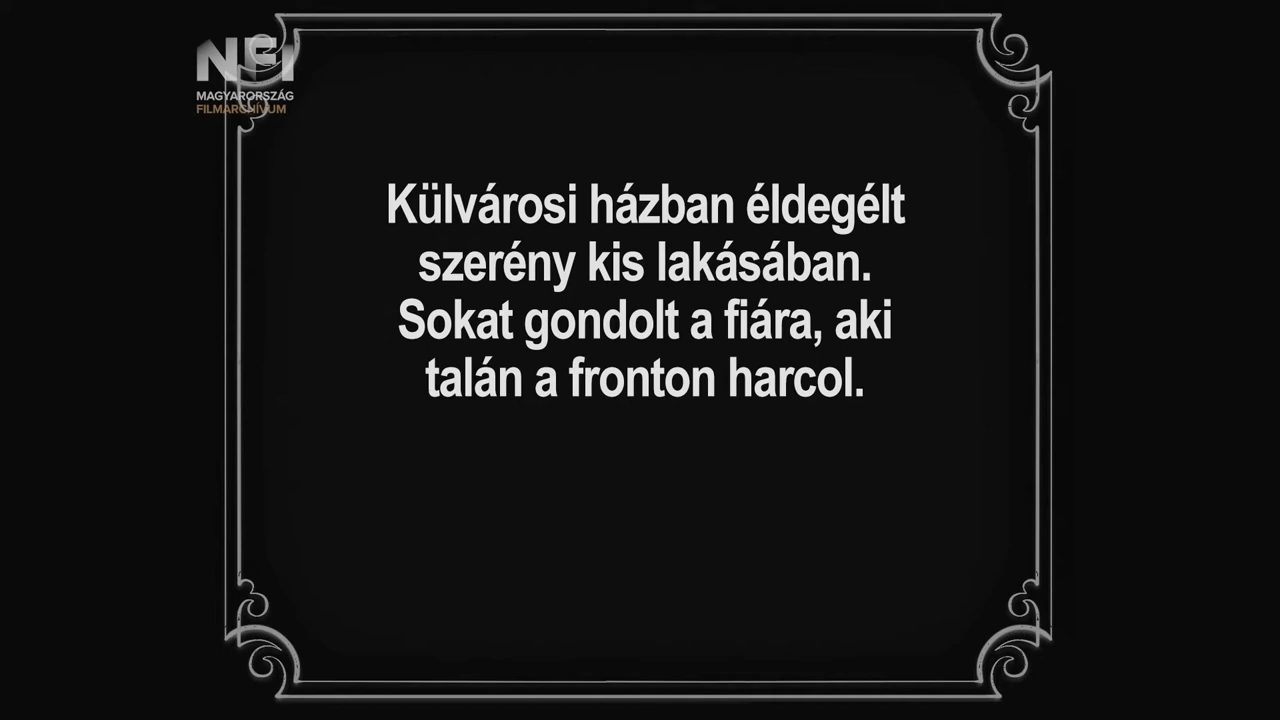 NFI
MAGYARORSZÁG
FILMARCHÍVUM
Külvárosi házban éldegélt
szerény kis lakásában.
Sokat gondolt a fiára, aki
talán a fronton harcol.